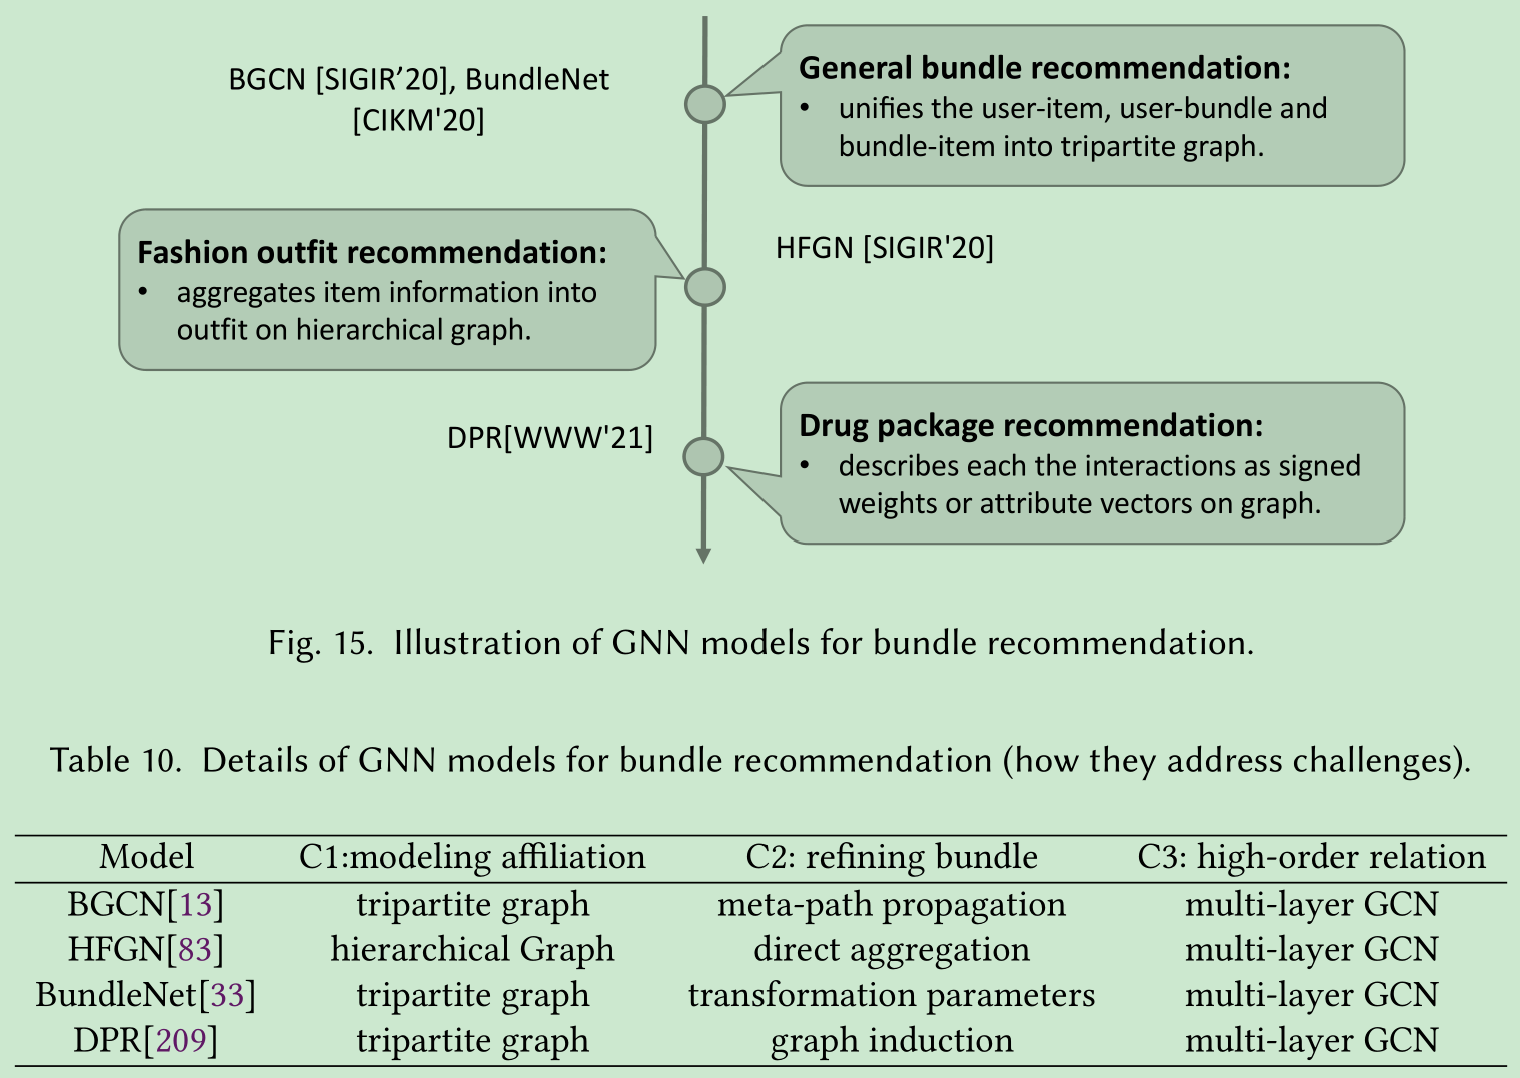 BGCN [SIGIR’20], BundleNet
[CIKM'20]
General bundle recommendation:
• unifies the user-item, user-bundle and
bundle-item into tripartite graph.
Fashion outfit recommendation:
• aggregates item information into
outfit on hierarchical graph.
HFGN [SIGIR'20]
DPR[WWW'21]
Drug package recommendation:
• describes each the interactions as signed
weights or attribute vectors on graph.
Fig. 15. Illustration of GNN models for bundle recommendation.
Table 10. Details of GNN models for bundle recommendation (how they address challenges).
Model C1:modeling affiliation C2: refining bundle C3: high-order relation
BGCN[13] tripartite graph meta-path propagation multi-layer GCN
HFGN[83] hierarchical Graph direct aggregation multi-layer GCN
BundleNet[33] tripartite graph transformation parameters multi-layer GCN
DPR[209] tripartite graph graph induction multi-layer GCN